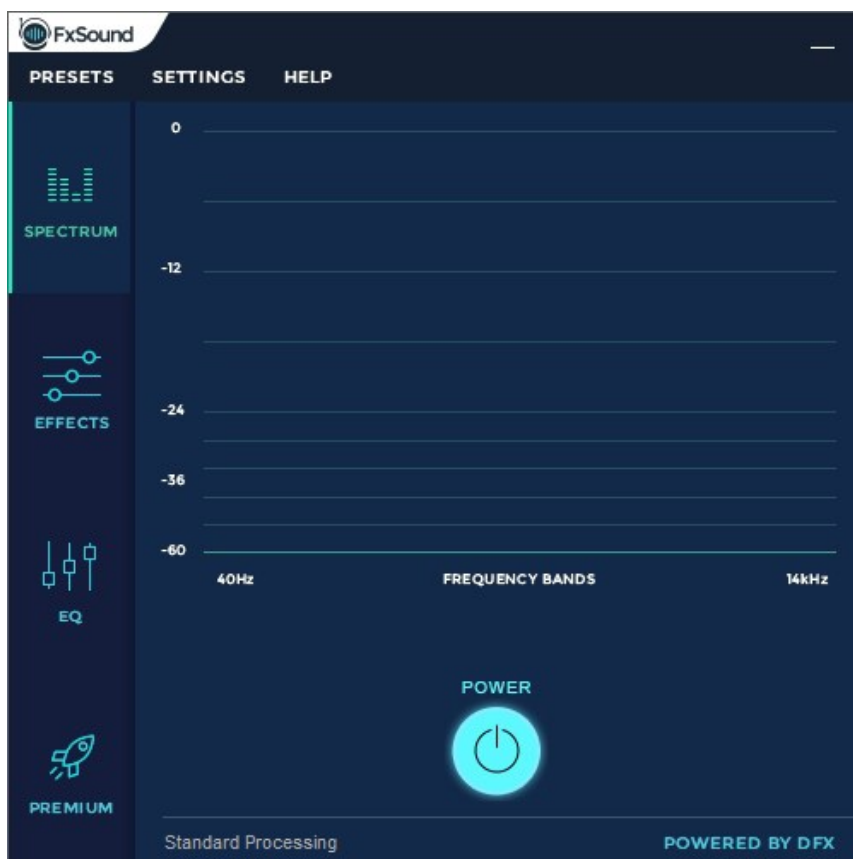 FxSound
PRESETS SETTINGS HELP
SPECTRUM
EFFECTS
EQ
PREMIUM
0
-12
-24
-36
-60
40Hz FREQUENCY BANDS 14kHz
POWER
Standard Processing POWERED BY DFX